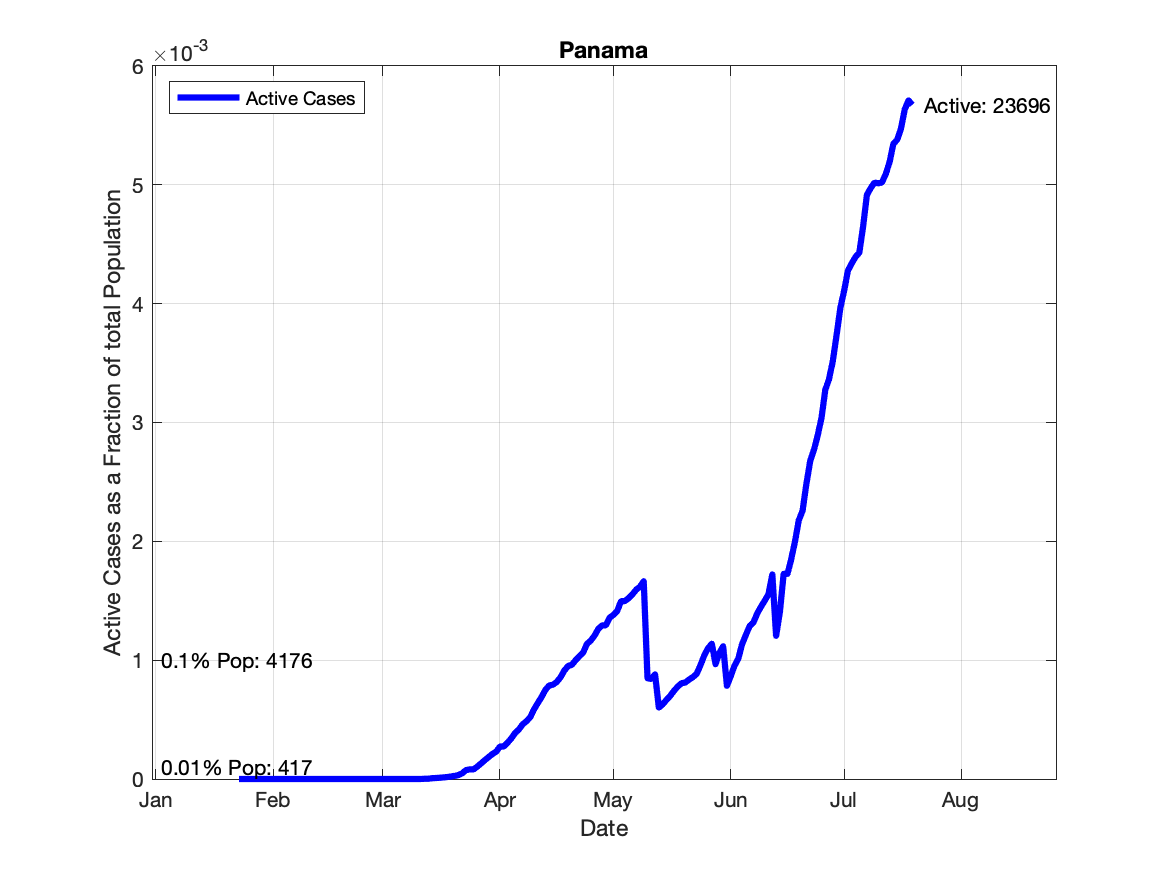 Panama
×10-3
Active Cases
Active: 23696
6
5
4
3
2
1
0
0.1% Pop: 4176
0.01% Pop: 417
Active Cases as a Fraction of total Population
Jan Feb Mar Apr May Jun Jul Aug
Date